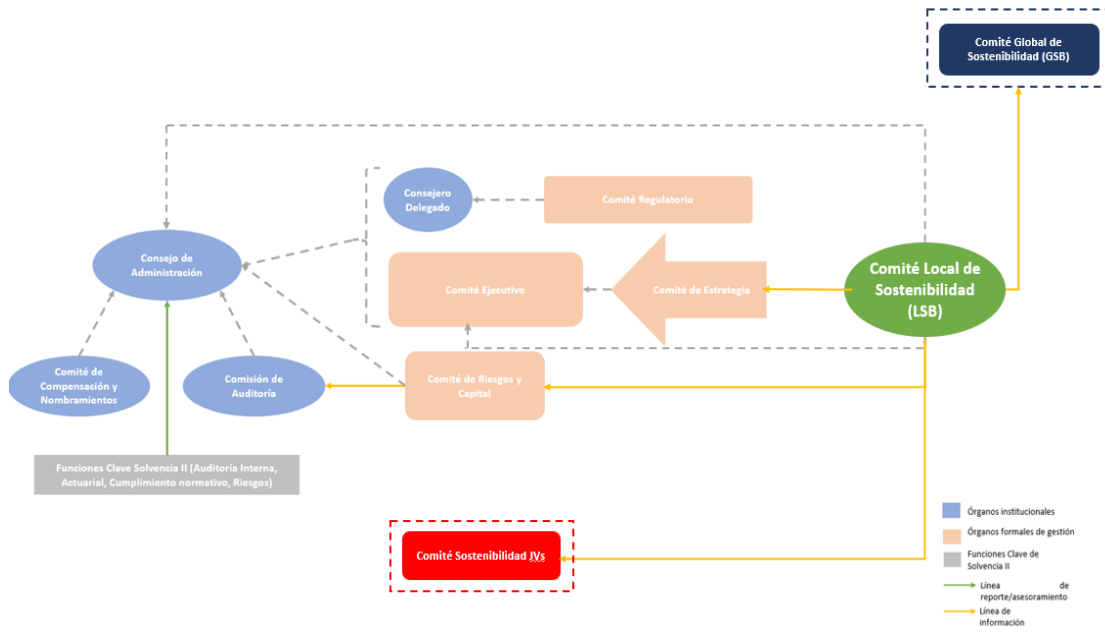 Comité Global de
Sostenibilidad (GSB)
Consejero
Delegado
Comité Regulatorio
Consejo de
Administración
Comité Ejecutivo
Comité de Estrategia
Comité Local de
Sostenibilidad
(LSB)
Comité de
Compensación y
Nombramientos
Comisión de
Auditoría
Comité de Riesgos y
Capital
Funciones Clave Solvencia II (Auditoría Interna,
Actuarial, Cumplimiento normativo, Riesgos)
Comité Sostenibilidad JVs
Órganos institucionales
Órganos formales de gestión
Funciones Clave de
Solvencia II
Línea de
reporte/asesoramiento
Línea de
información